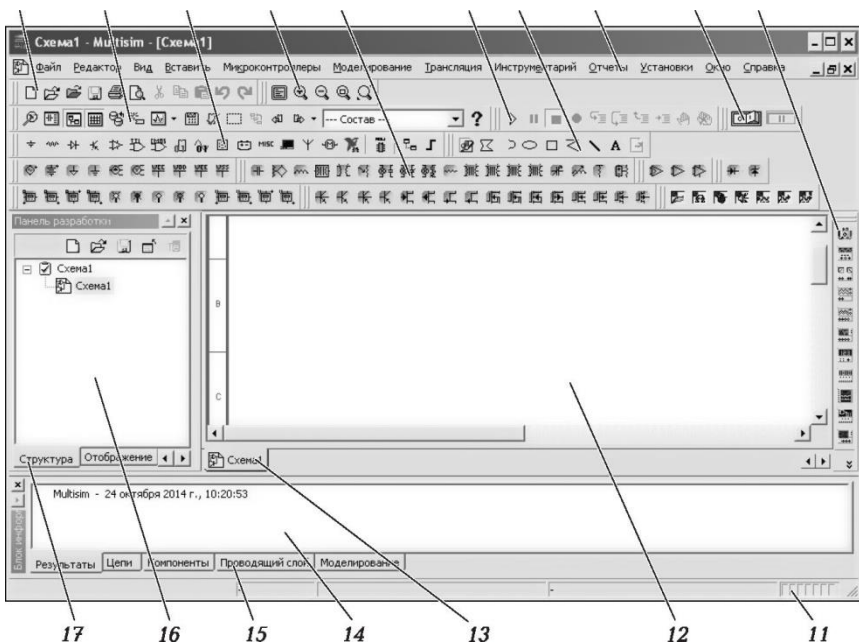 Схема1 - Multisim - [Схема1]
Файл Редактор Вид Вставить Микроконтроллеры Моделирование Трансляция Инструментарий Отчеты Установки Окно Справка
--- Состав ---
?
MISC
A
Панель разработки
Схема1
Схема1
B
C
Структура Отображение
Схема1
Multisim - 24 октября 2014 г., 10:20:53
Результаты Цепи Компоненты Проводящий слой Моделирование
17 16 15 14 13 12 11